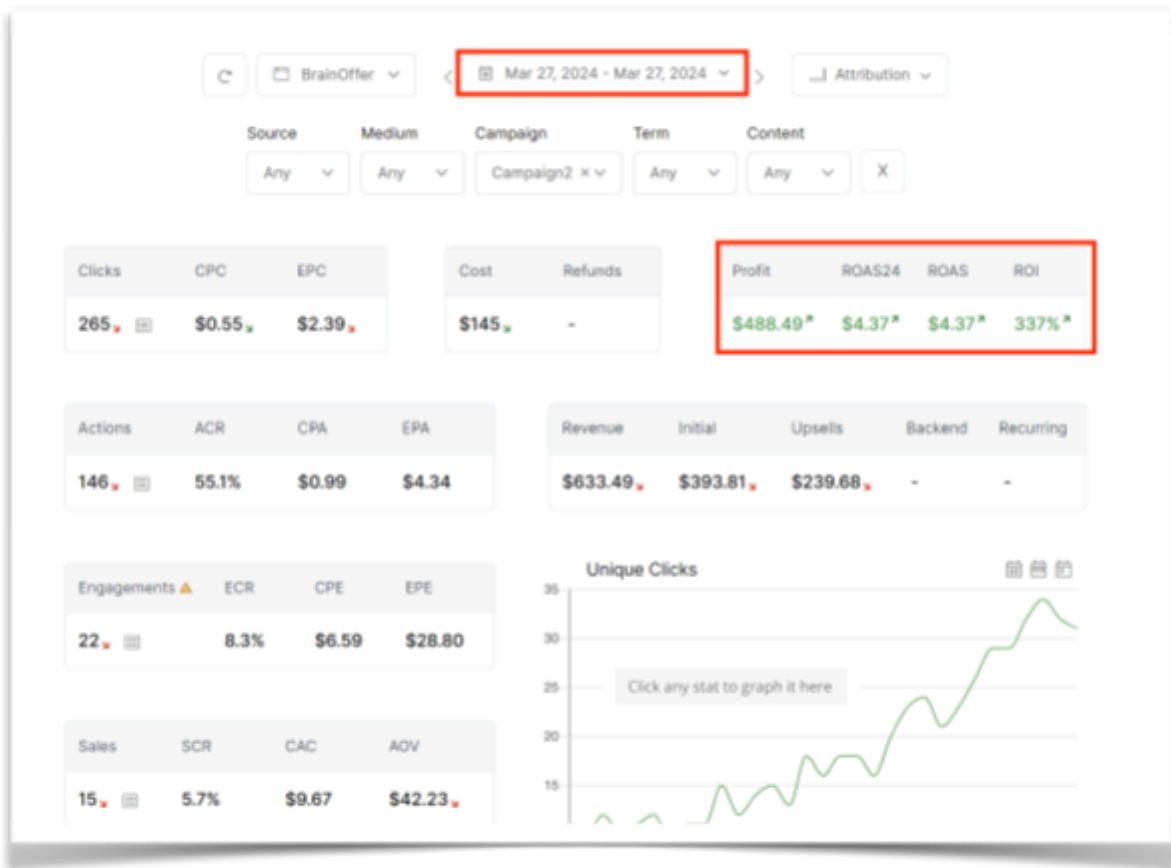 BrainOffer
Mar 27, 2024 - Mar 27, 2024
Attribution
Source Medium Campaign Term Content
Any Any Campaign2 × Any Any X
Clicks CPC EPC
265 $0.55 $2.39
Cost Refunds
$145 -
Profit ROAS24 ROAS ROI
$488.49 $4.37 $4.37 337%
Actions ACR CPA EPA
146 55.1% $0.99 $4.34
Revenue Initial Upsells Backend Recurring
$633.49 $393.81 $239.68 - -
Engagements ECR CPE EPE
22 8.3% $6.59 $28.80
Unique Clicks
35
30
25
20
15
Click any stat to graph it here
Sales SCR CAC AOV
15 5.7% $9.67 $42.23